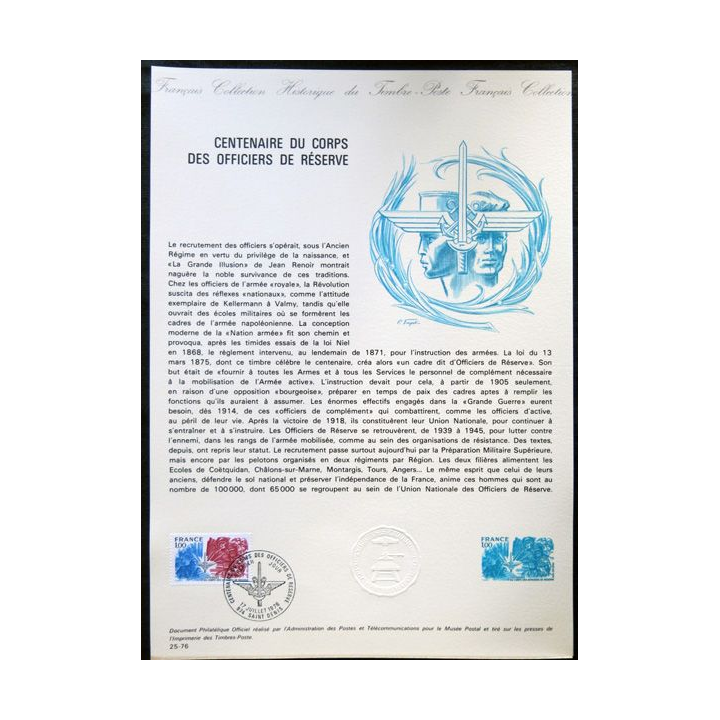 Français Collection Historique du Timbre-Poste Français Collection
CENTENAIRE DU CORPS
DES OFFICIERS DE RÉSERVE
Le recrutement des officiers s'opérait, sous l'Ancien
Régime en vertu du privilège de la naissance, et
«La Grande Illusion» de Jean Renoir montrait
naguère la noble survivance de ces traditions.
Chez les officiers de l'armée «royale», la Révolution
suscita des réflexes «nationaux», comme l'attitude
exemplaire de Kellermann à Valmy, tandis qu'elle
ouvrait des écoles militaires où se formèrent les
cadres de l'armée napoléonienne. La conception
moderne de la «Nation armée» fit son chemin et
provoqua, après les timides essais de la loi Niel
en 1868, le règlement intervenu, au lendemain de 1871, pour l'instruction des armées. La loi du 13
mars 1875, dont ce timbre célèbre le centenaire, créa alors «un cadre dit d'Officiers de Réserve». Son
but était de «fournir à toutes les Armes et à tous les Services le personnel de complément nécessaire
à la mobilisation de l'Armée active». L'instruction devait pour cela, à partir de 1905 seulement,
en raison d'une opposition «bourgeoise», préparer en temps de paix des cadres aptes à remplir les
fonctions qu'ils auraient à assumer. Les énormes effectifs engagés dans la «Grande Guerre» eurent
besoin, dès 1914, de ces «officiers de complément» qui combattirent, comme les officiers d'active,
au péril de leur vie. Après la victoire de 1918, ils constituèrent leur Union Nationale, pour continuer à
s'entraîner et à s'instruire. Les Officiers de Réserve se retrouvèrent, de 1939 à 1945, pour lutter contre
l'ennemi, dans les rangs de l'armée mobilisée, comme au sein des organisations de résistance. Des textes,
depuis, ont repris leur statut. Le recrutement passe surtout aujourd'hui par la Préparation Militaire Supérieure,
mais encore par les pelotons organisés en deux régiments par Région. Les deux filières alimentent les
Ecoles de Coëtquidan, Châlons-sur-Marne, Montargis, Tours, Angers... Le même esprit que celui de leurs
anciens, défendre le sol national et préserver l'indépendance de la France, anime ces hommes qui sont au
nombre de 100000, dont 65000 se regroupent au sein de l'Union Nationale des Officiers de Réserve.
FRANCE
1,00
CENTENAIRE DU CORPS DES OFFICIERS DE RESERVE
JOUR
17 JUILLET 1976
974 SAINT DENIS
FRANCE
1,00
Document Philatélique Officiel réalisé par l'Administration des Postes et Télécommunications pour le Musée Postal et tiré sur les presses de
l'Imprimerie des Timbres-Poste.
25-76